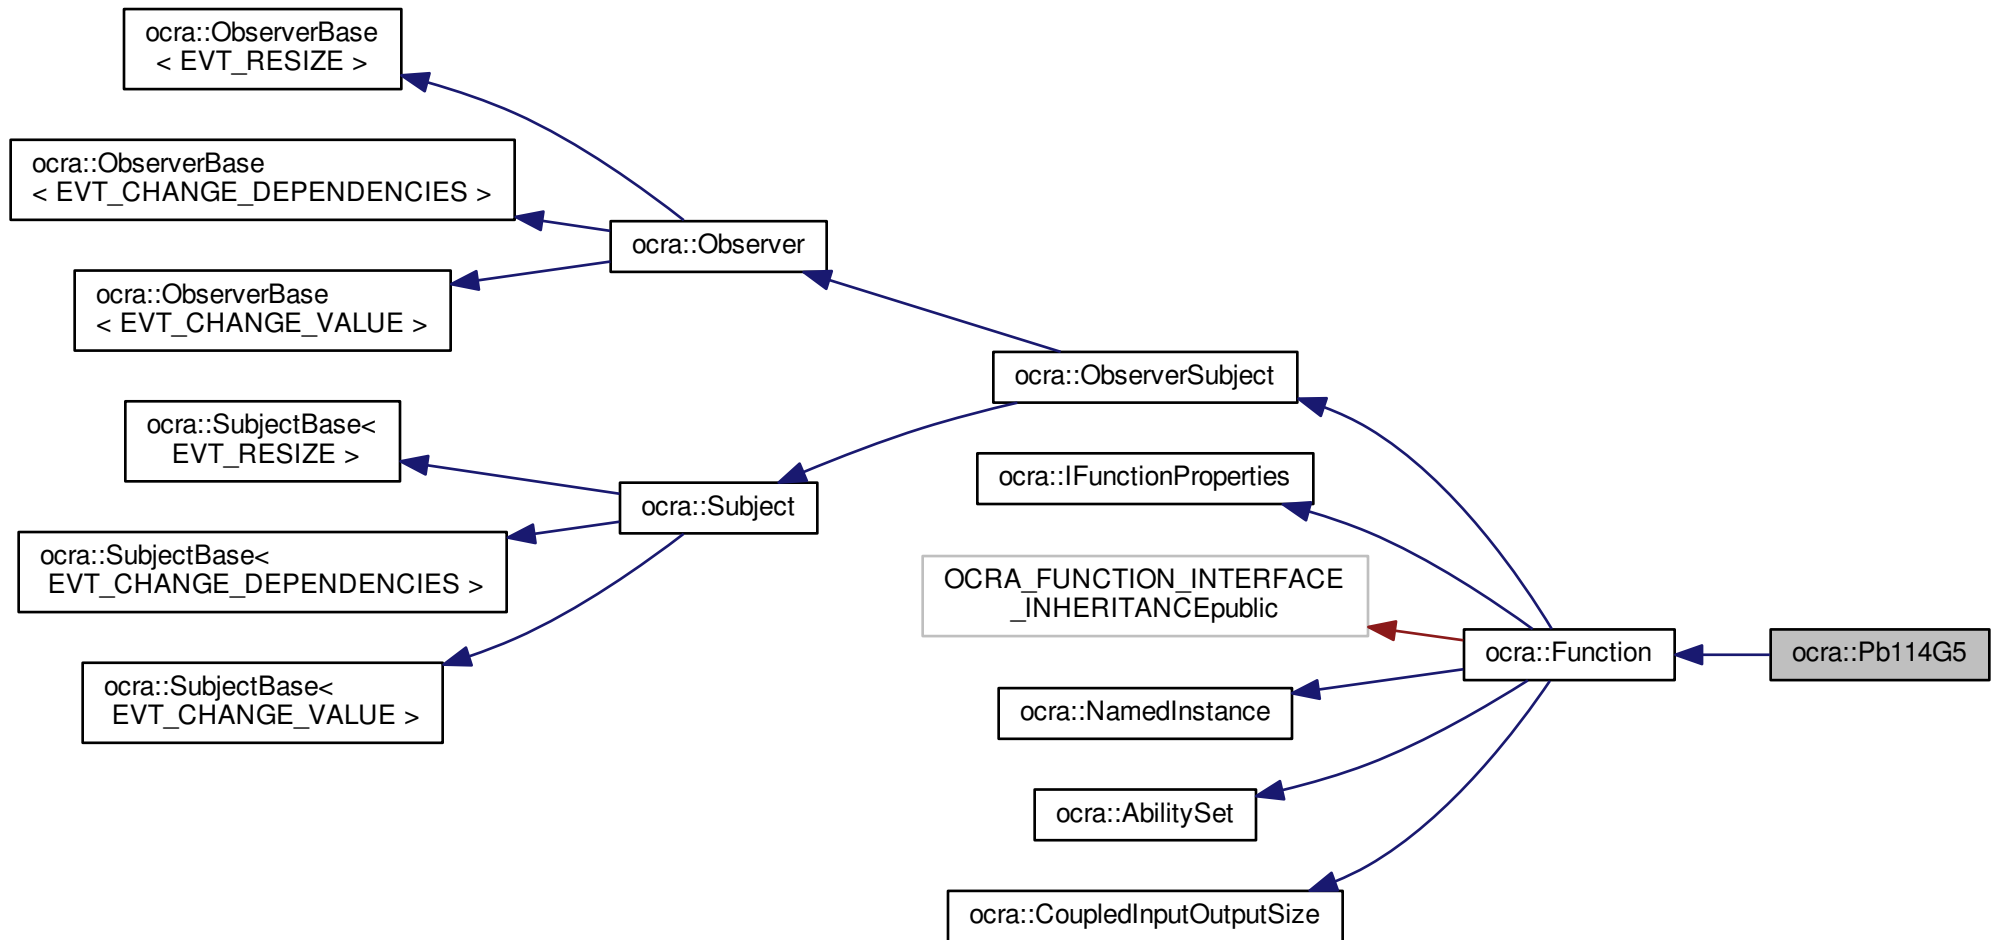 ocra::ObserverBase
< EVT_RESIZE >
ocra::ObserverBase
< EVT_CHANGE_DEPENDENCIES >
ocra::Observer
ocra::ObserverBase
< EVT_CHANGE_VALUE >
ocra::ObserverSubject
ocra::SubjectBase<
EVT_RESIZE >
ocra::IFunctionProperties
ocra::Subject
ocra::SubjectBase<
EVT_CHANGE_DEPENDENCIES >
OCRA_FUNCTION_INTERFACE
_INHERITANCEpublic
ocra::Function
ocra::Pb114G5
ocra::SubjectBase<
EVT_CHANGE_VALUE >
ocra::NamedInstance
ocra::AbilitySet
ocra::CoupledInputOutputSize